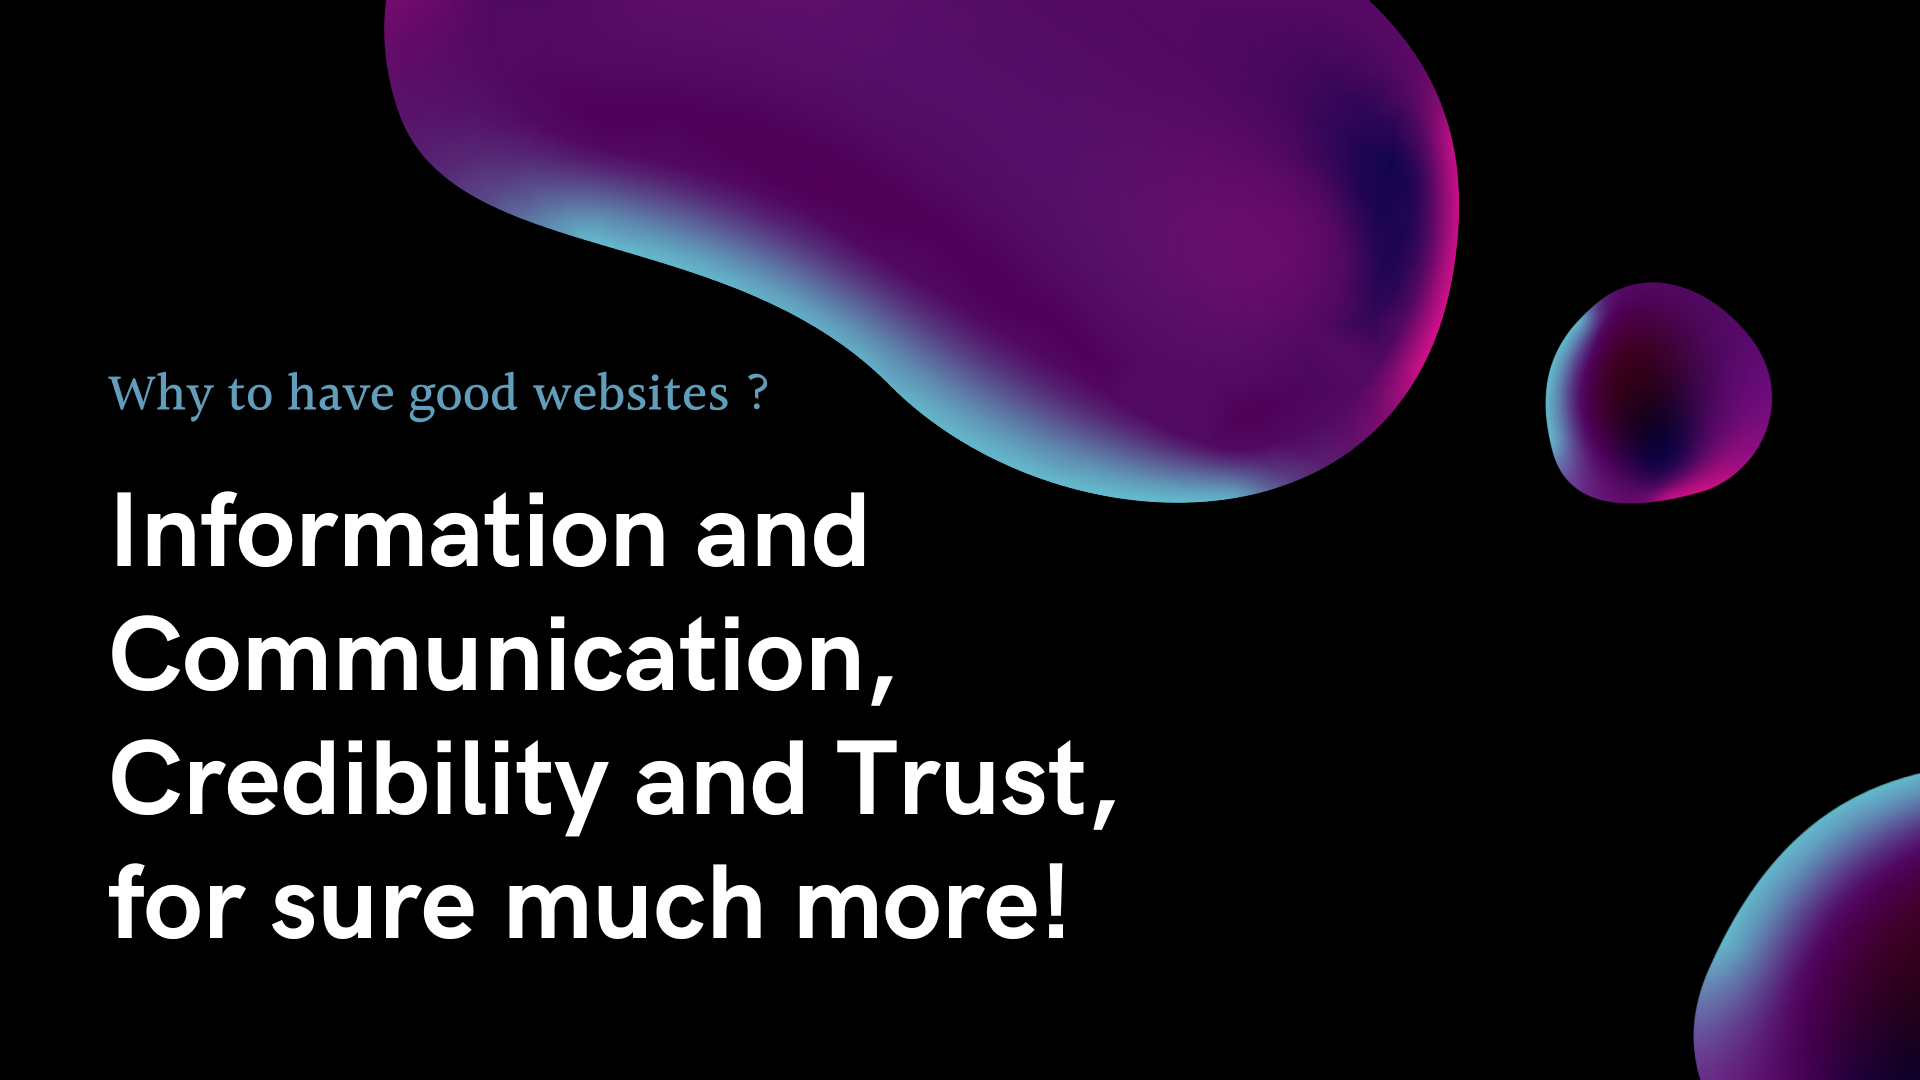 Why to have good websites ?
Information and
Communication,
Credibility and Trust,
for sure much more!